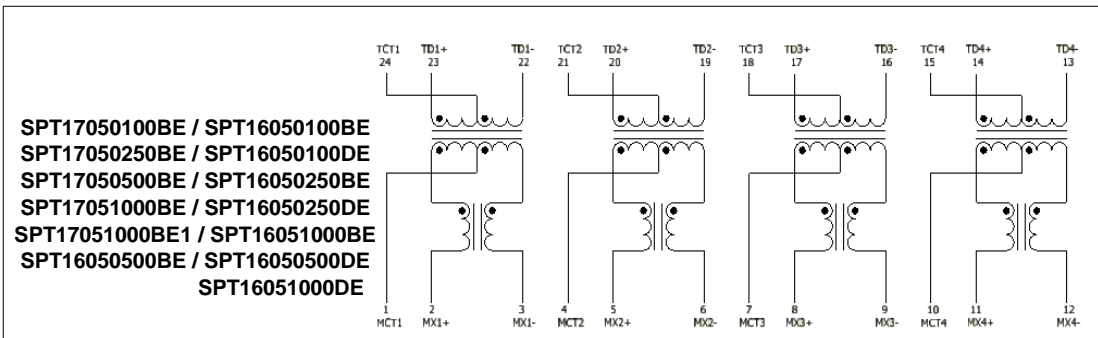 TCT1 TD1+ TD1- TCT2 TD2+ TD2- TCT3 TD3+ TD3- TCT4 TD4+ TD4-
24 23 22 21 20 19 18 17 16 15 14 13
SPT17050100BE / SPT16050100BE
SPT17050250BE / SPT16050100DE
SPT17050500BE / SPT16050250BE
SPT17051000BE / SPT16050250DE
SPT17051000BE1 / SPT16051000BE
SPT16050500BE / SPT16050500DE
SPT16051000DE
1 2 3 4 5 6 7 8 9 10 11 12
MCT1 MX1+ MX1- MCT2 MX2+ MX2- MCT3 MX3+ MX3- MCT4 MX4+ MX4-